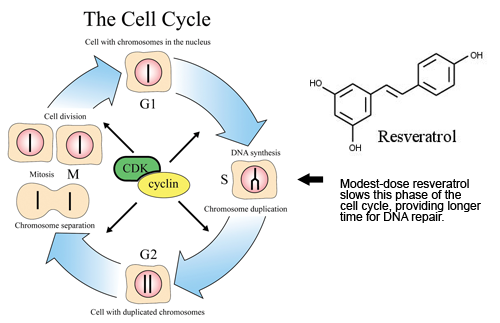 The Cell Cycle
Cell with chromosomes in the nucleus
G1
OH
HO
OH
Resveratrol
Cell division
DNA synthesis
CDK
cyclin
Mitosis
M
S
Modest-dose resveratrol
slows this phase of the
cell cycle, providing longer
time for DNA repair.
Chromosome duplication
Chromosome separation
G2
Cell with duplicated chromosomes